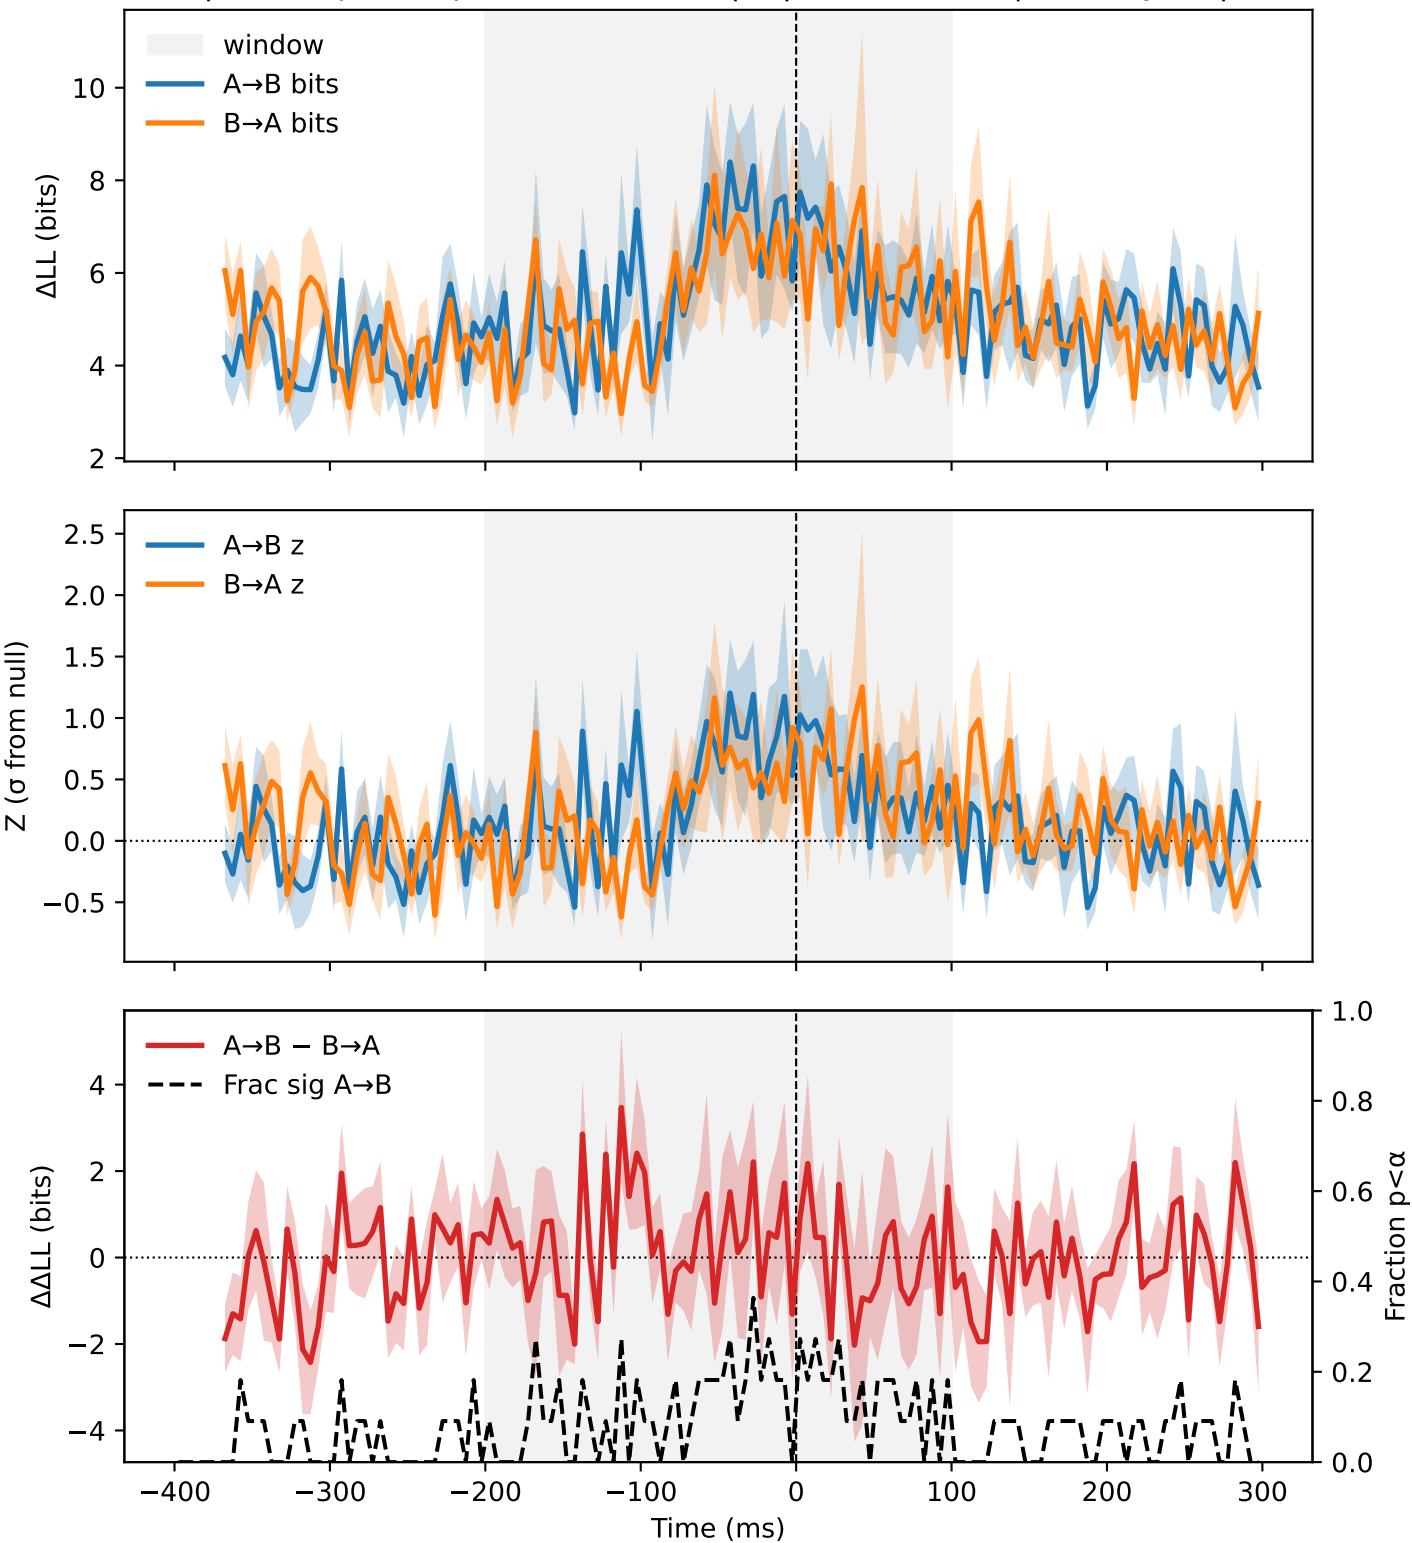 window
A→B bits
B→A bits
ΔLL (bits)
10
8
6
4
2
A→B z
B→A z
Z (σ from null)
2.5
2.0
1.5
1.0
0.5
0.0
−0.5
A→B − B→A
Frac sig A→B
ΔΔLL (bits)
4
2
0
−2
−4
1.0
0.8
0.6
0.4
0.2
0.0
Fraction p<α
−400
−300
−200
−100
0
100
200
300
Time (ms)